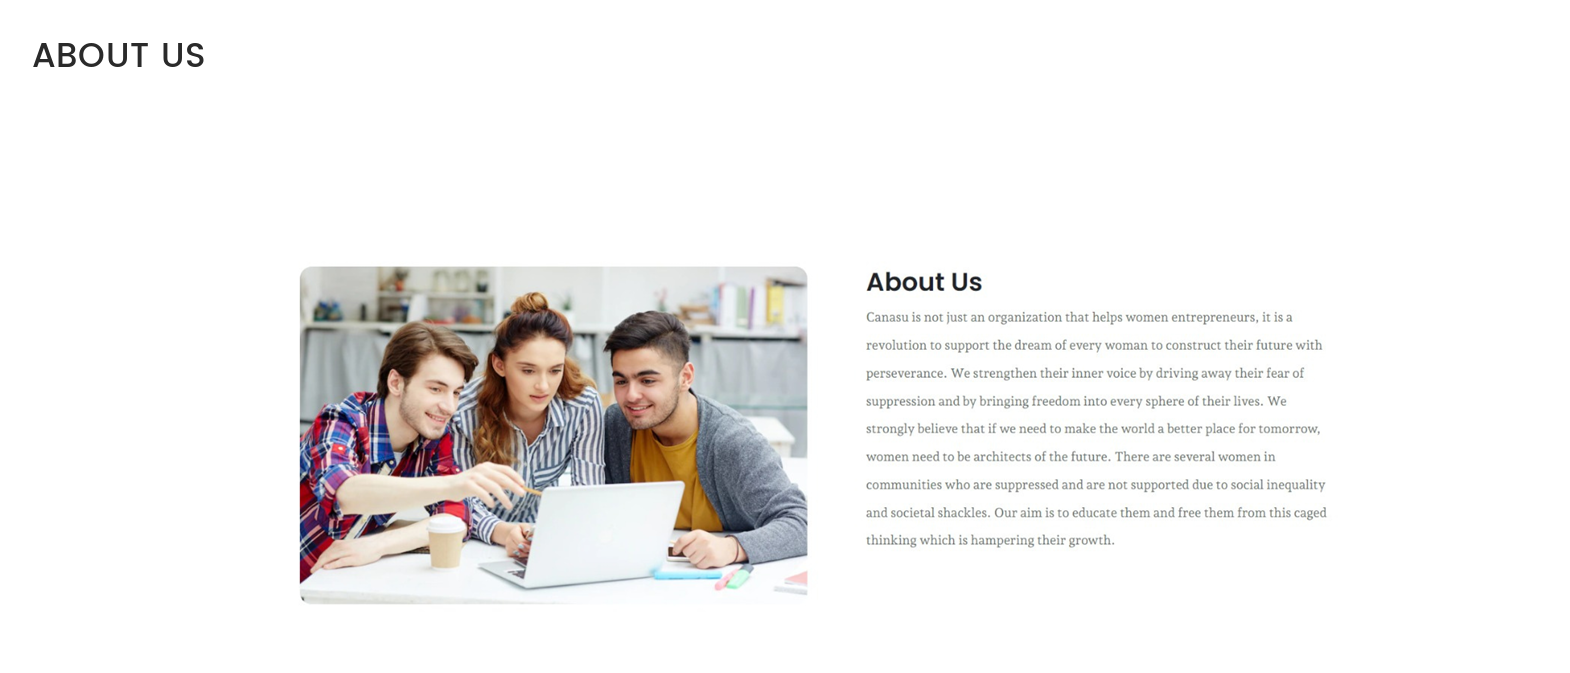 ABOUT US
About Us
Canasu is not just an organization that helps women entrepreneurs, it is a
revolution to support the dream of every woman to construct their future with
perseverance. We strengthen their inner voice by driving away their fear of
suppression and by bringing freedom into every sphere of their lives. We
strongly believe that if we need to make the world a better place for tomorrow,
women need to be architects of the future. There are several women in
communities who are suppressed and are not supported due to social inequality
and societal shackles. Our aim is to educate them and free them from this caged
thinking which is hampering their growth.